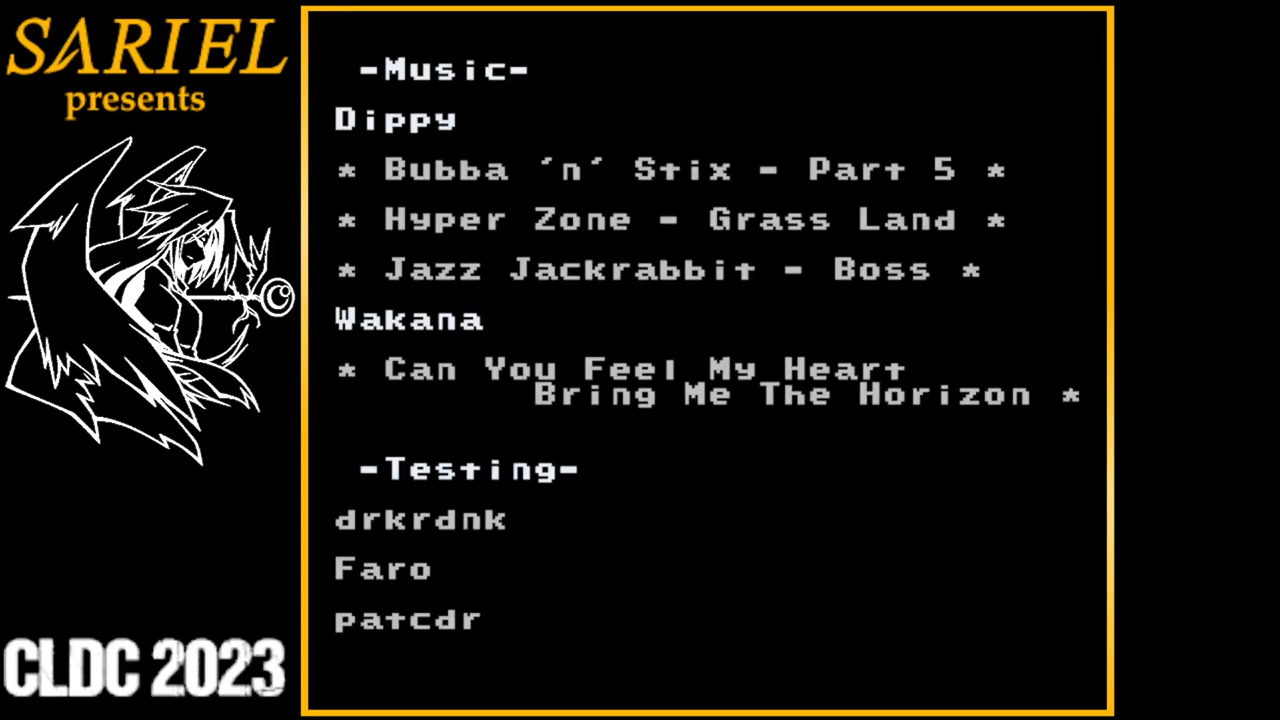 SARIEL
presents
-Music-
Dippy
* Bubba ´n´ Stix - Part 5 *
* Hyper Zone - Grass Land *
* Jazz Jackrabbit - Boss *
Wakana
* Can You Feel My Heart
Bring Me The Horizon *
-Testing-
drkrdnk
Faro
patcdr
CLDC 2023